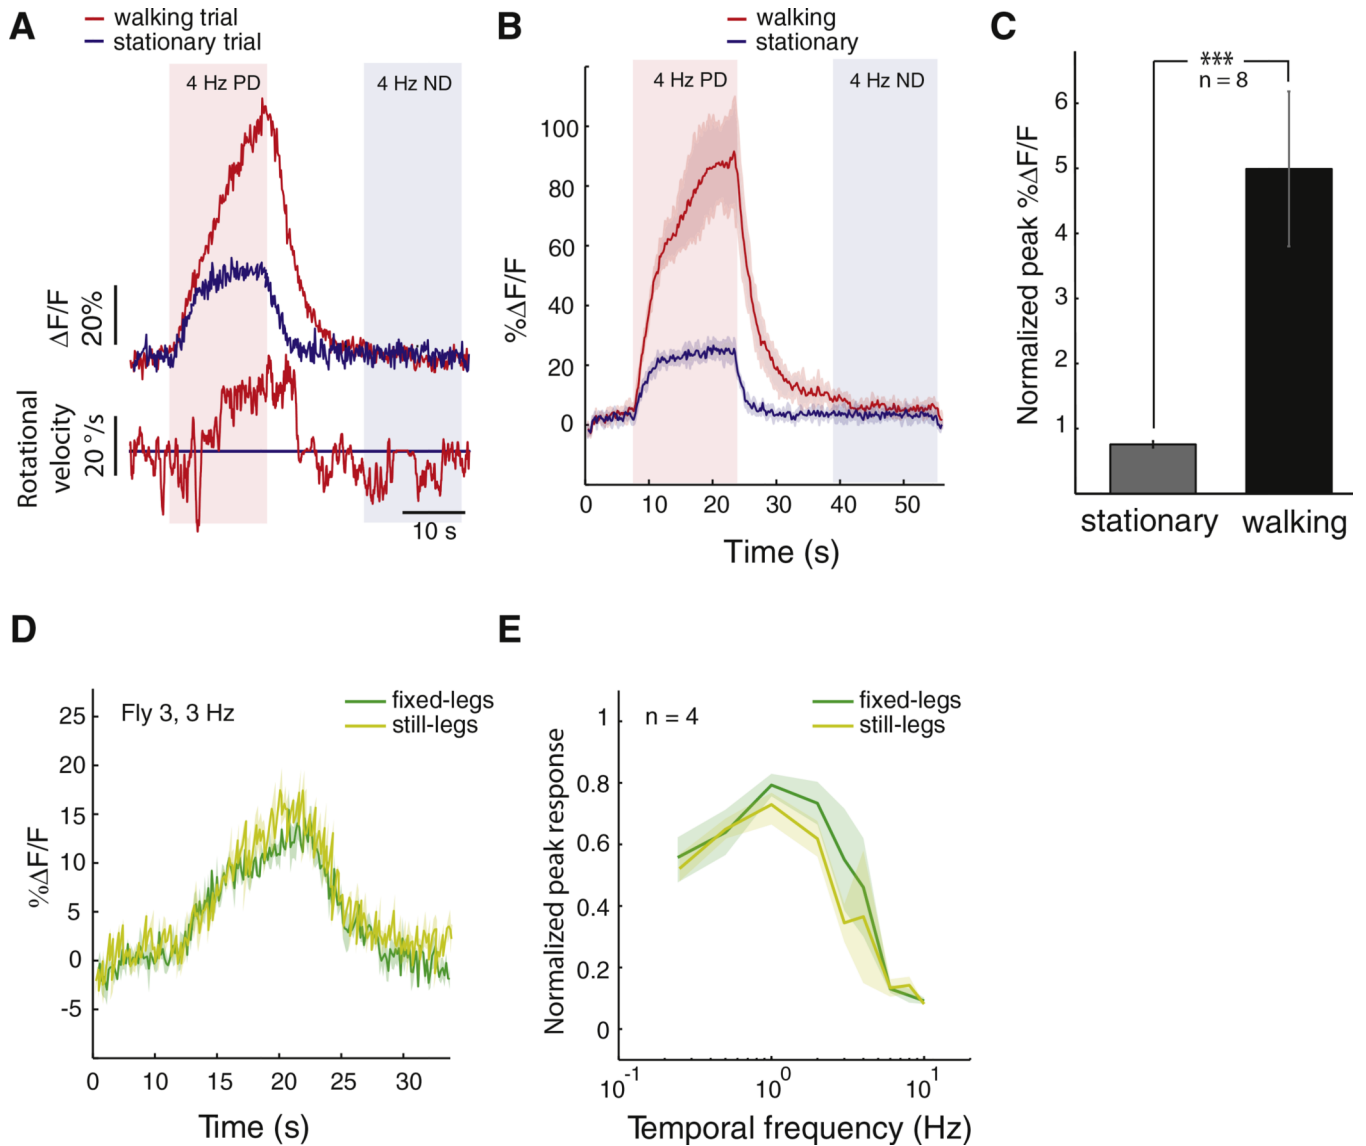 A
walking trial
stationary trial
4 Hz PD
4 Hz ND
ΔF/F
20%
Rotational
velocity
20 °/s
10 s
B
walking
stationary
4 Hz PD
4 Hz ND
%ΔF/F
100
80
60
40
20
0
0
10
20
30
40
50
Time (s)
C
***
n = 8
Normalized peak %ΔF/F
6
5
4
3
2
1
stationary
walking
D
fixed-legs
still-legs
Fly 3, 3 Hz
%ΔF/F
25
20
15
10
5
0
-5
0
10
15
20
25
30
Time (s)
E
fixed-legs
still-legs
n = 4
Normalized peak response
1
0.8
0.6
0.4
0.2
0
10-1
100
101
Temporal frequency (Hz)